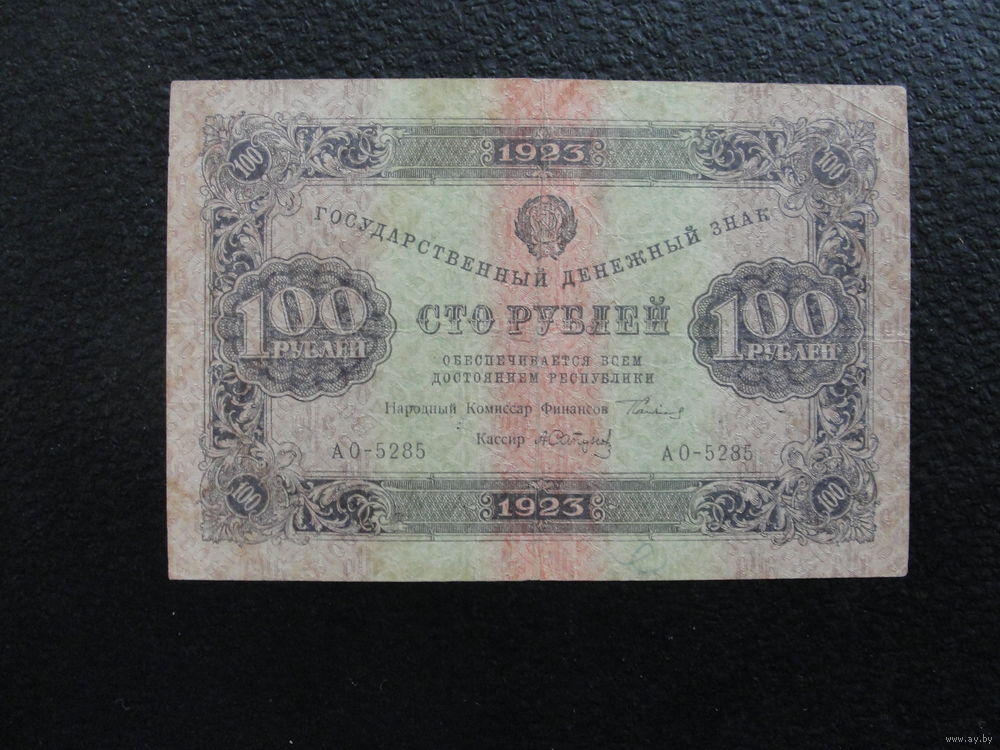 1923
100 100
ГОСУДАРСТВЕННЫЙ ДЕНЕЖНЫЙ ЗНАК
100 РУБЛЕЙ
СТО РУБЛЕЙ
100 РУБЛЕЙ
ОБЕСПЕЧИВАЕТСЯ ВСЕМ
ДОСТОЯНИЕМ РЕСПУБЛИКИ
Народный Комиссар Финансов
Кассир
АО-5285 АО-5285
100 100
1923
www.ay.by